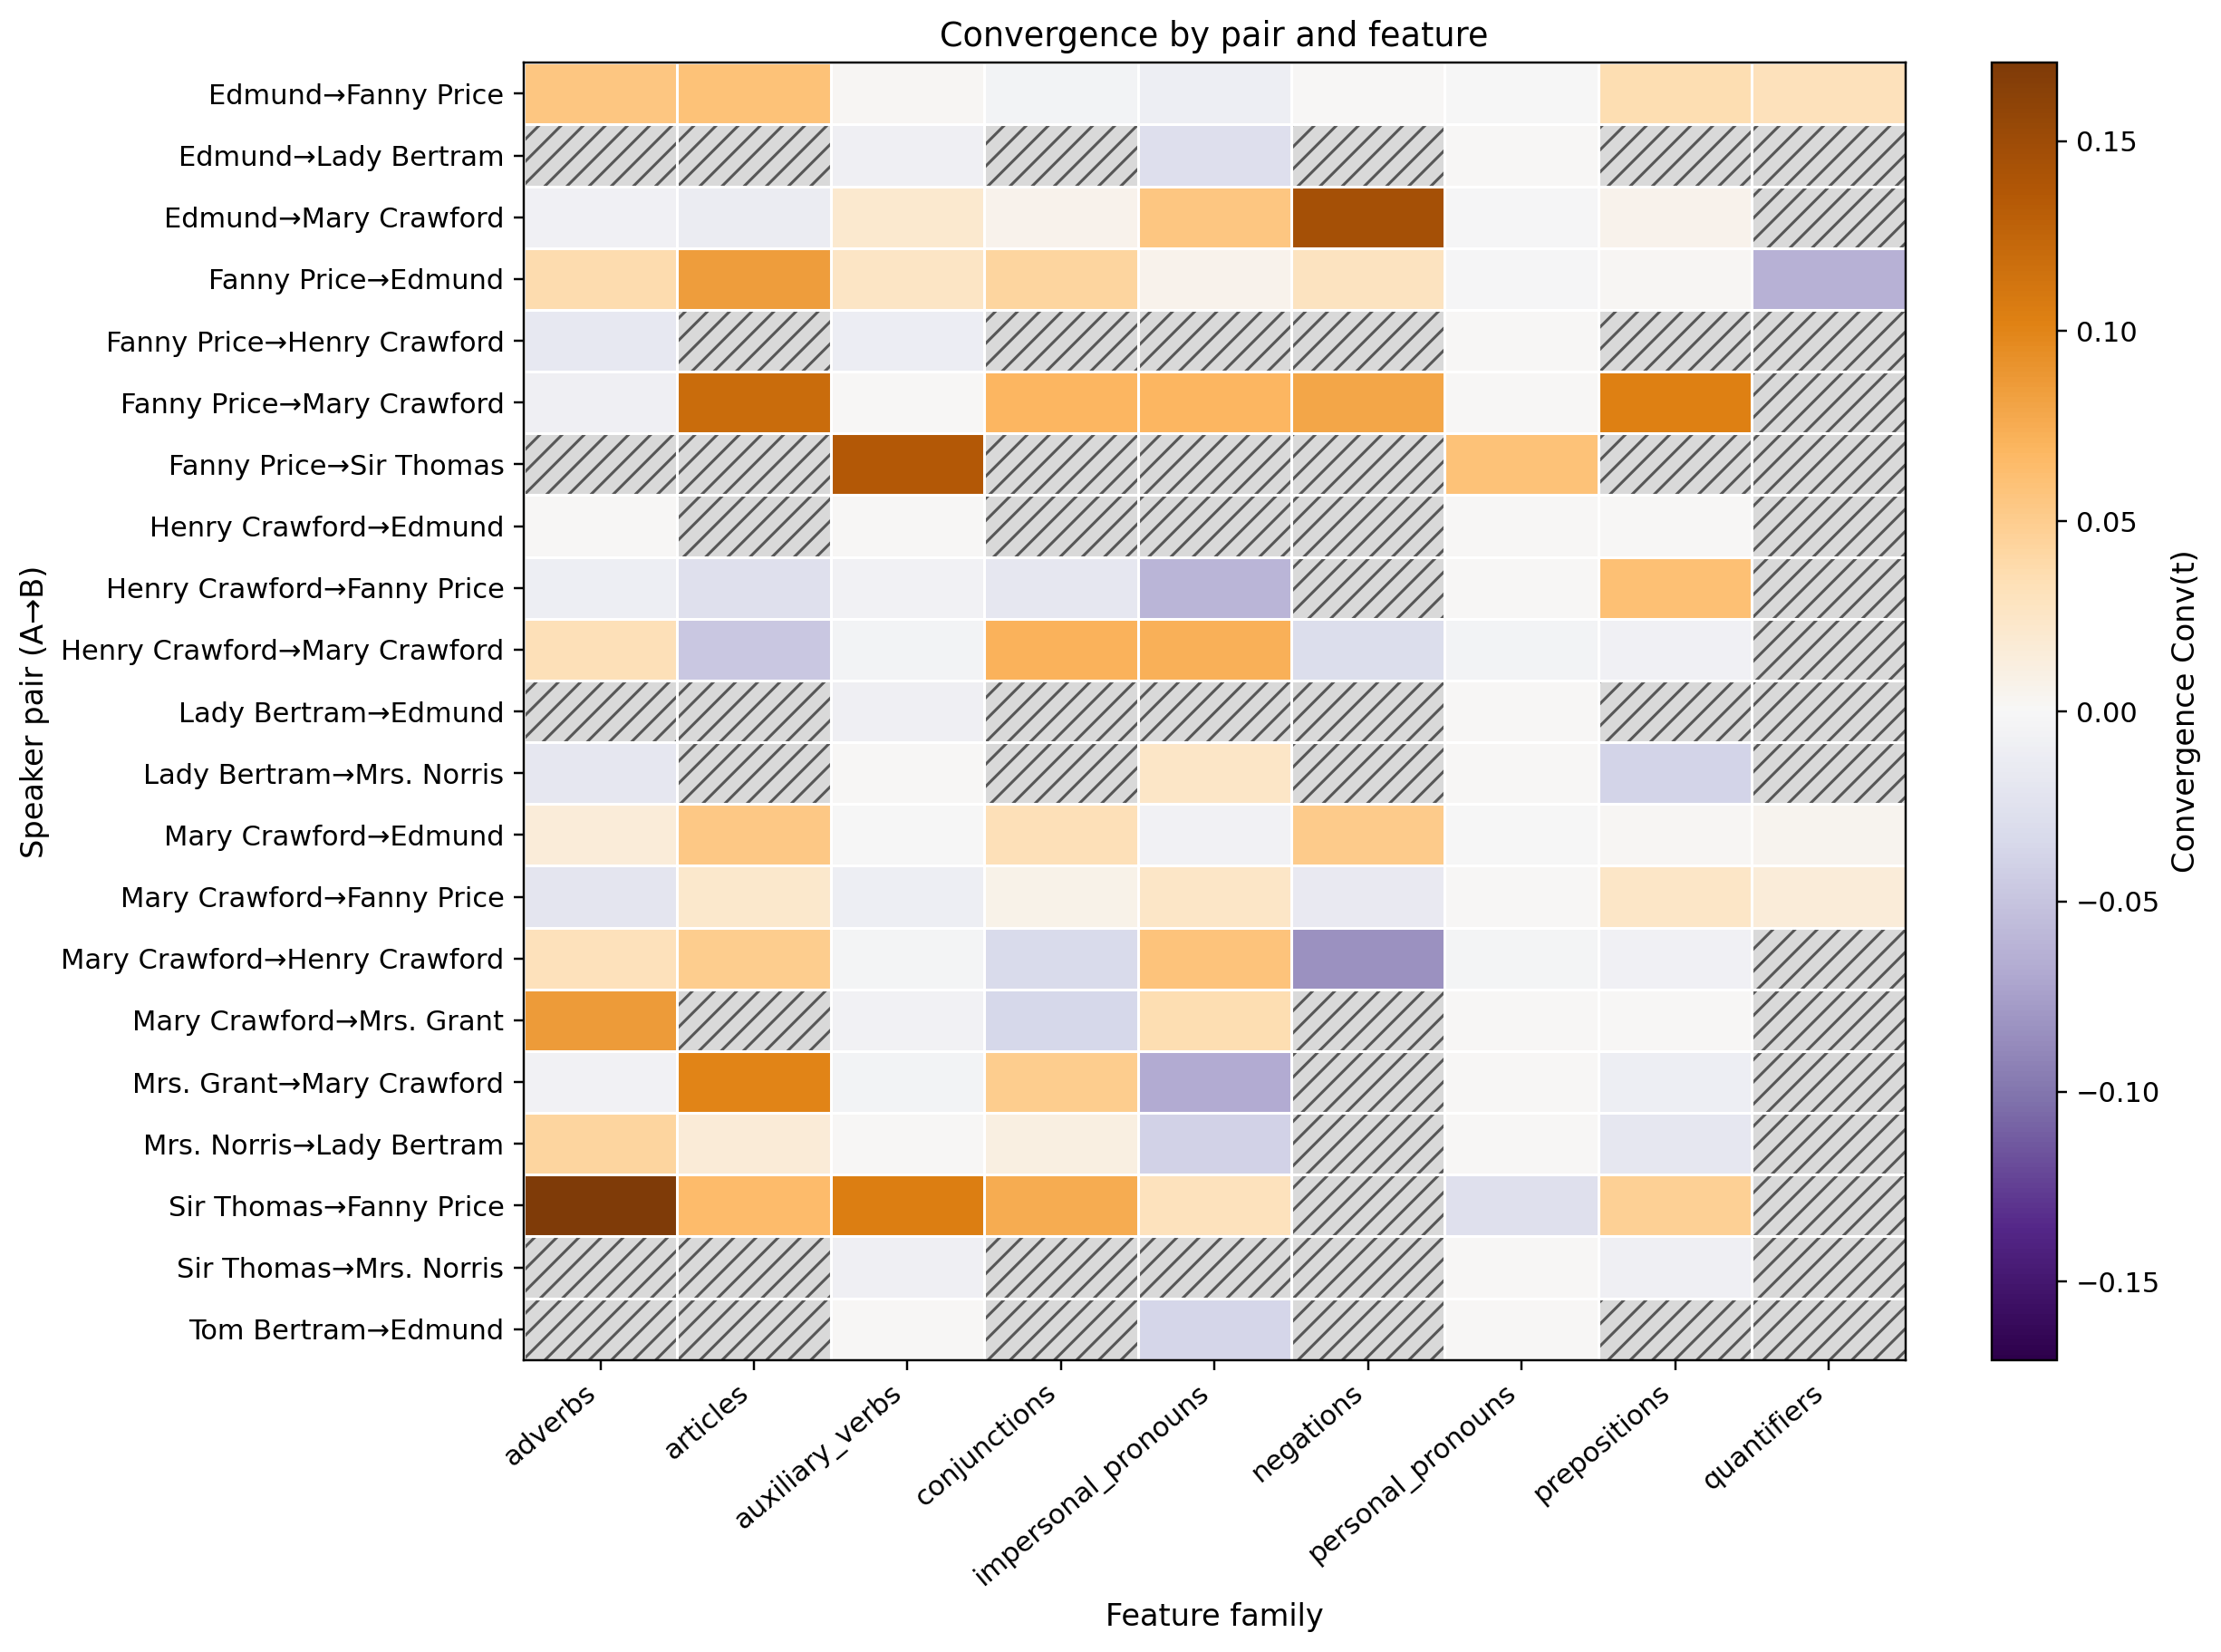 Convergence by pair and feature
Edmund→Fanny Price
Edmund→Lady Bertram
Edmund→Mary Crawford
Fanny Price→Edmund
Fanny Price→Henry Crawford
Fanny Price→Mary Crawford
Fanny Price→Sir Thomas
Henry Crawford→Edmund
Henry Crawford→Fanny Price
Henry Crawford→Mary Crawford
Lady Bertram→Edmund
Lady Bertram→Mrs. Norris
Mary Crawford→Edmund
Mary Crawford→Fanny Price
Mary Crawford→Henry Crawford
Mary Crawford→Mrs. Grant
Mrs. Grant→Mary Crawford
Mrs. Norris→Lady Bertram
Sir Thomas→Fanny Price
Sir Thomas→Mrs. Norris
Tom Bertram→Edmund
Speaker pair (A→B)
adverbs
articles
auxiliary_verbs
conjunctions
impersonal_pronouns
negations
personal_pronouns
prepositions
quantifiers
Feature family
0.15
0.10
0.05
0.00
−0.05
−0.10
−0.15
Convergence Conv(t)